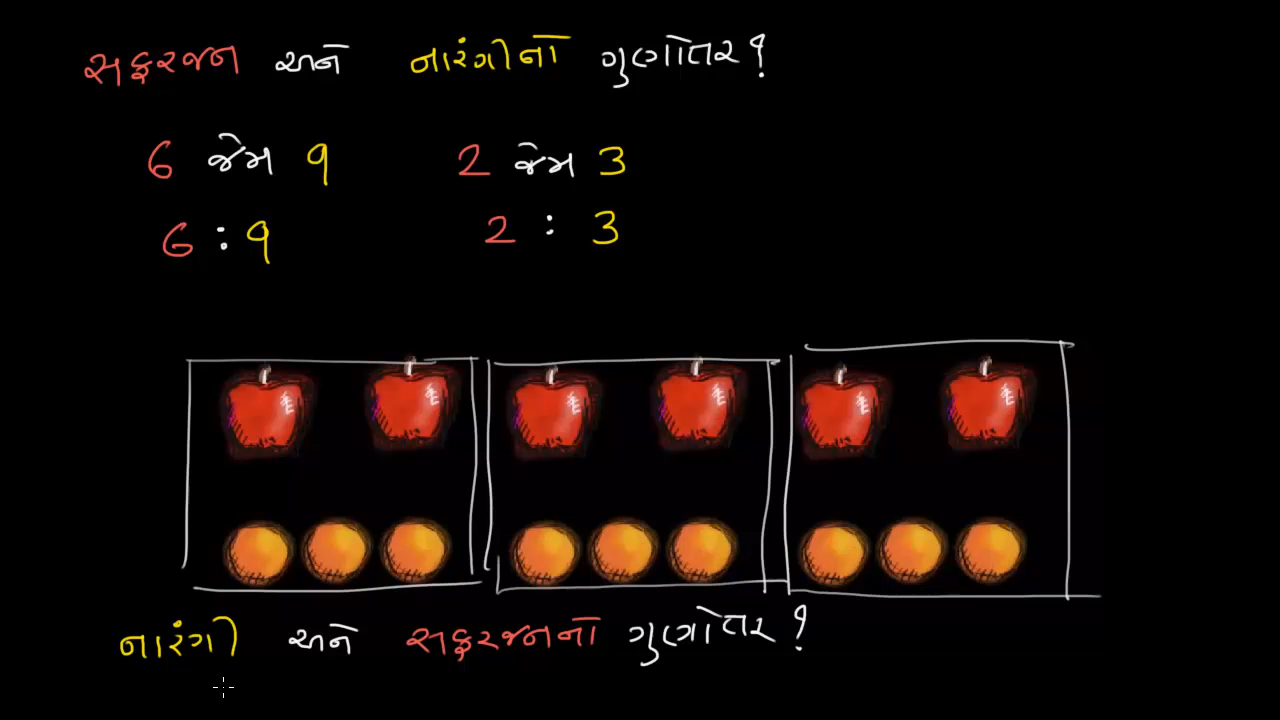 સફરજન અને નારંગીનો ગુણોતર?
6 જેમ 9 2 જેમ 3
6 : 9 2 : 3
નારંગી અને સફરજનનો ગુણોતર?